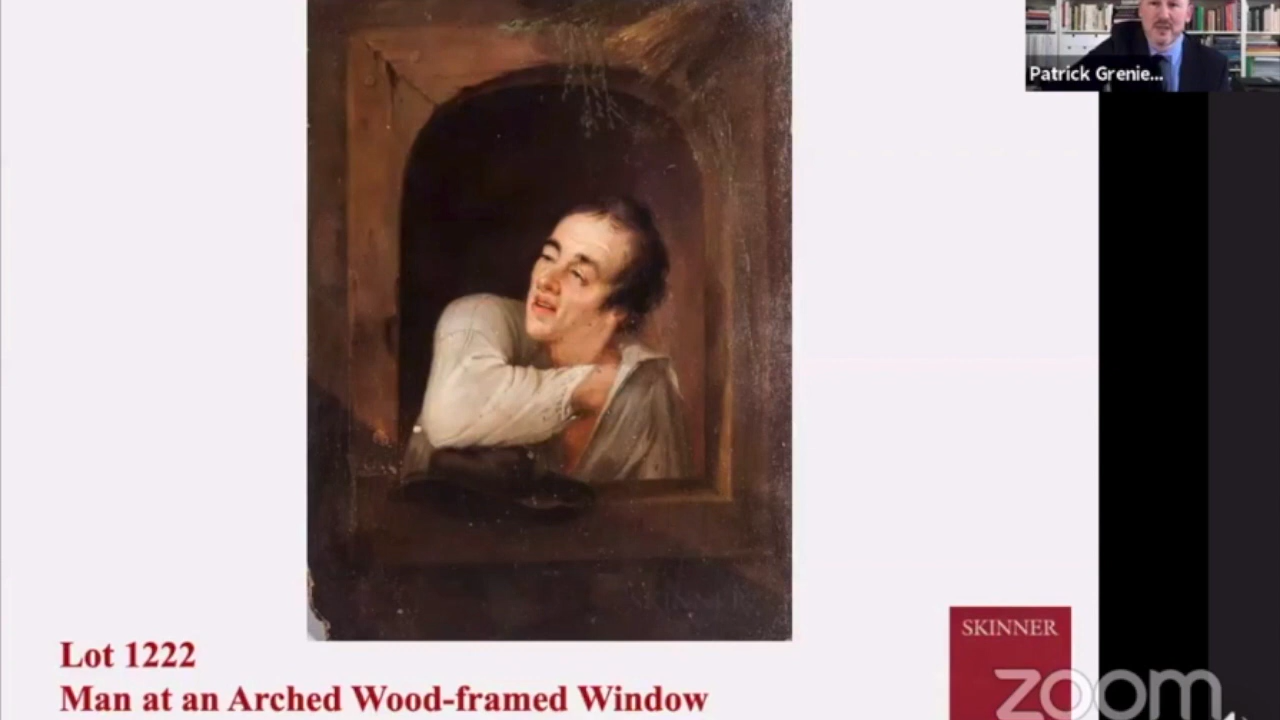 Patrick Grenie...
SKINNER
zoom
Lot 1222
Man at an Arched Wood-framed Window